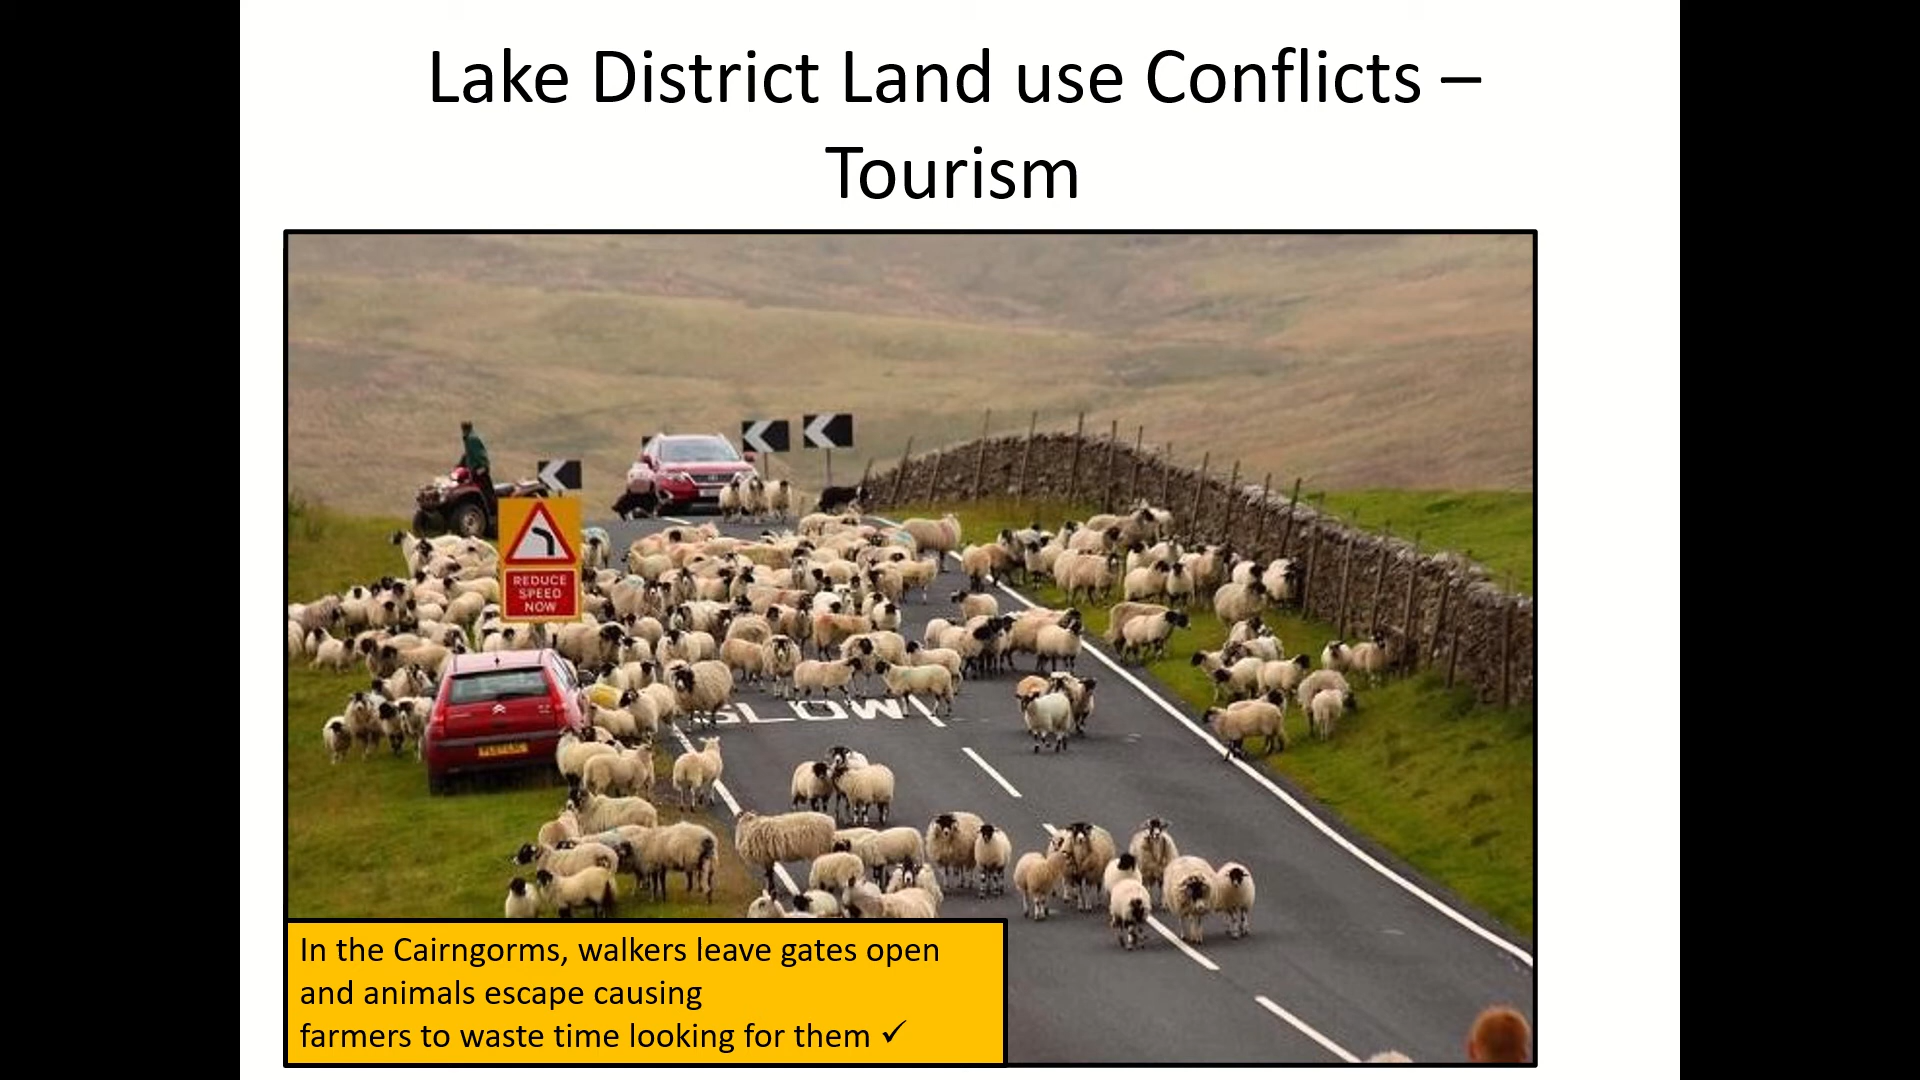 Lake District Land use Conflicts –
Tourism
REDUCE
SPEED
NOW
SLOW
In the Cairngorms, walkers leave gates open
and animals escape causing
farmers to waste time looking for them ✓